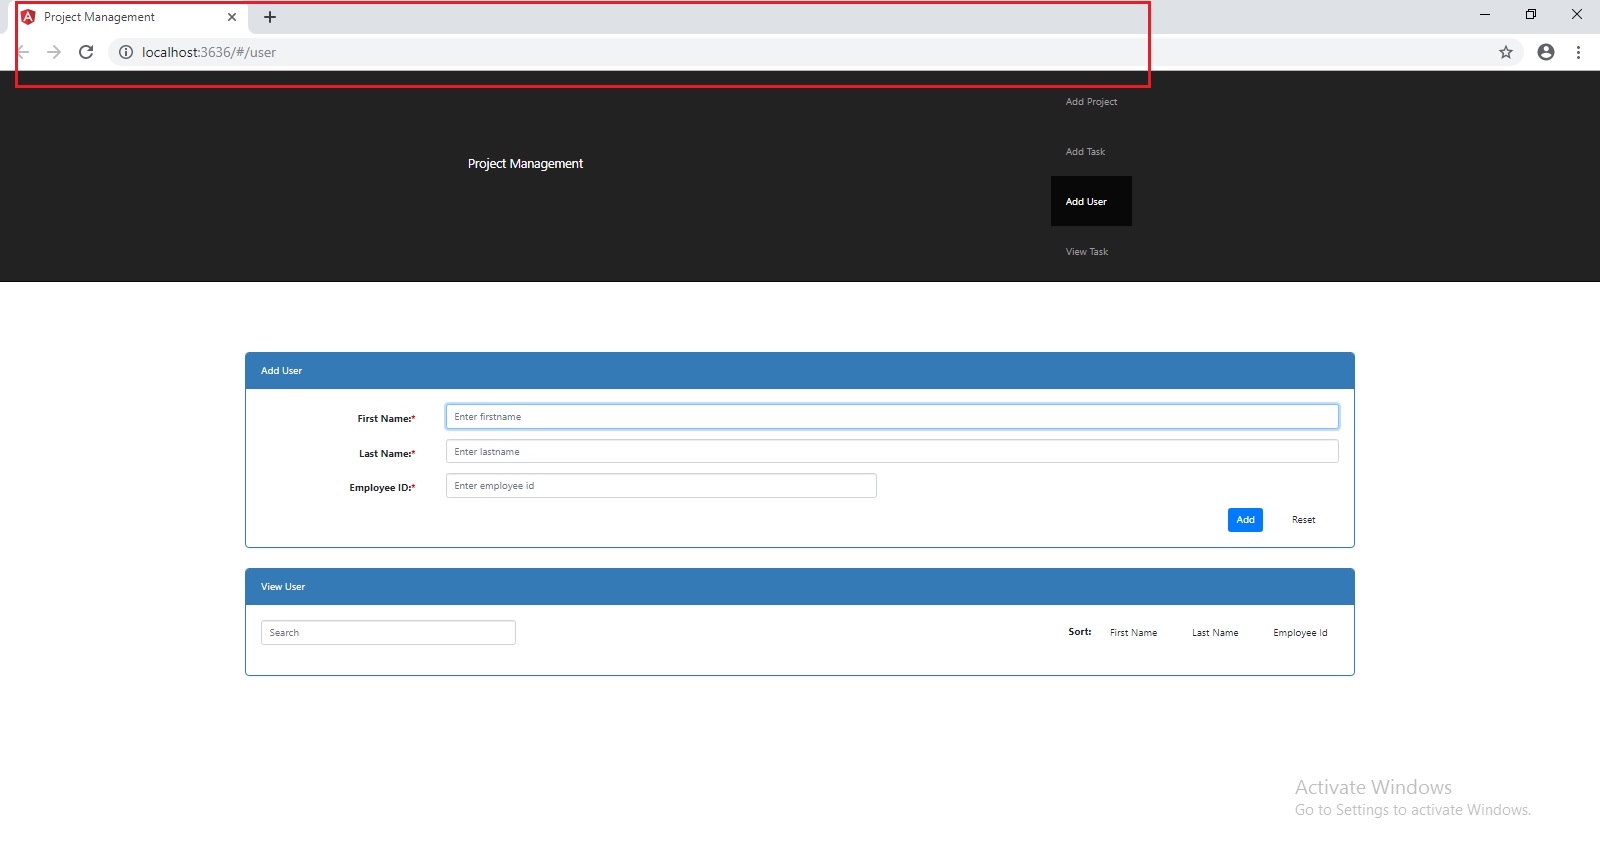 Project Management
localhost:3636/#/user
Add Project
Add Task
Project Management
Add User
View Task
Add User
First Name:* Enter firstname
Last Name:* Enter lastname
Employee ID:* Enter employee id
Add Reset
View User
Search Sort: First Name Last Name Employee Id
Activate Windows
Go to Settings to activate Windows.